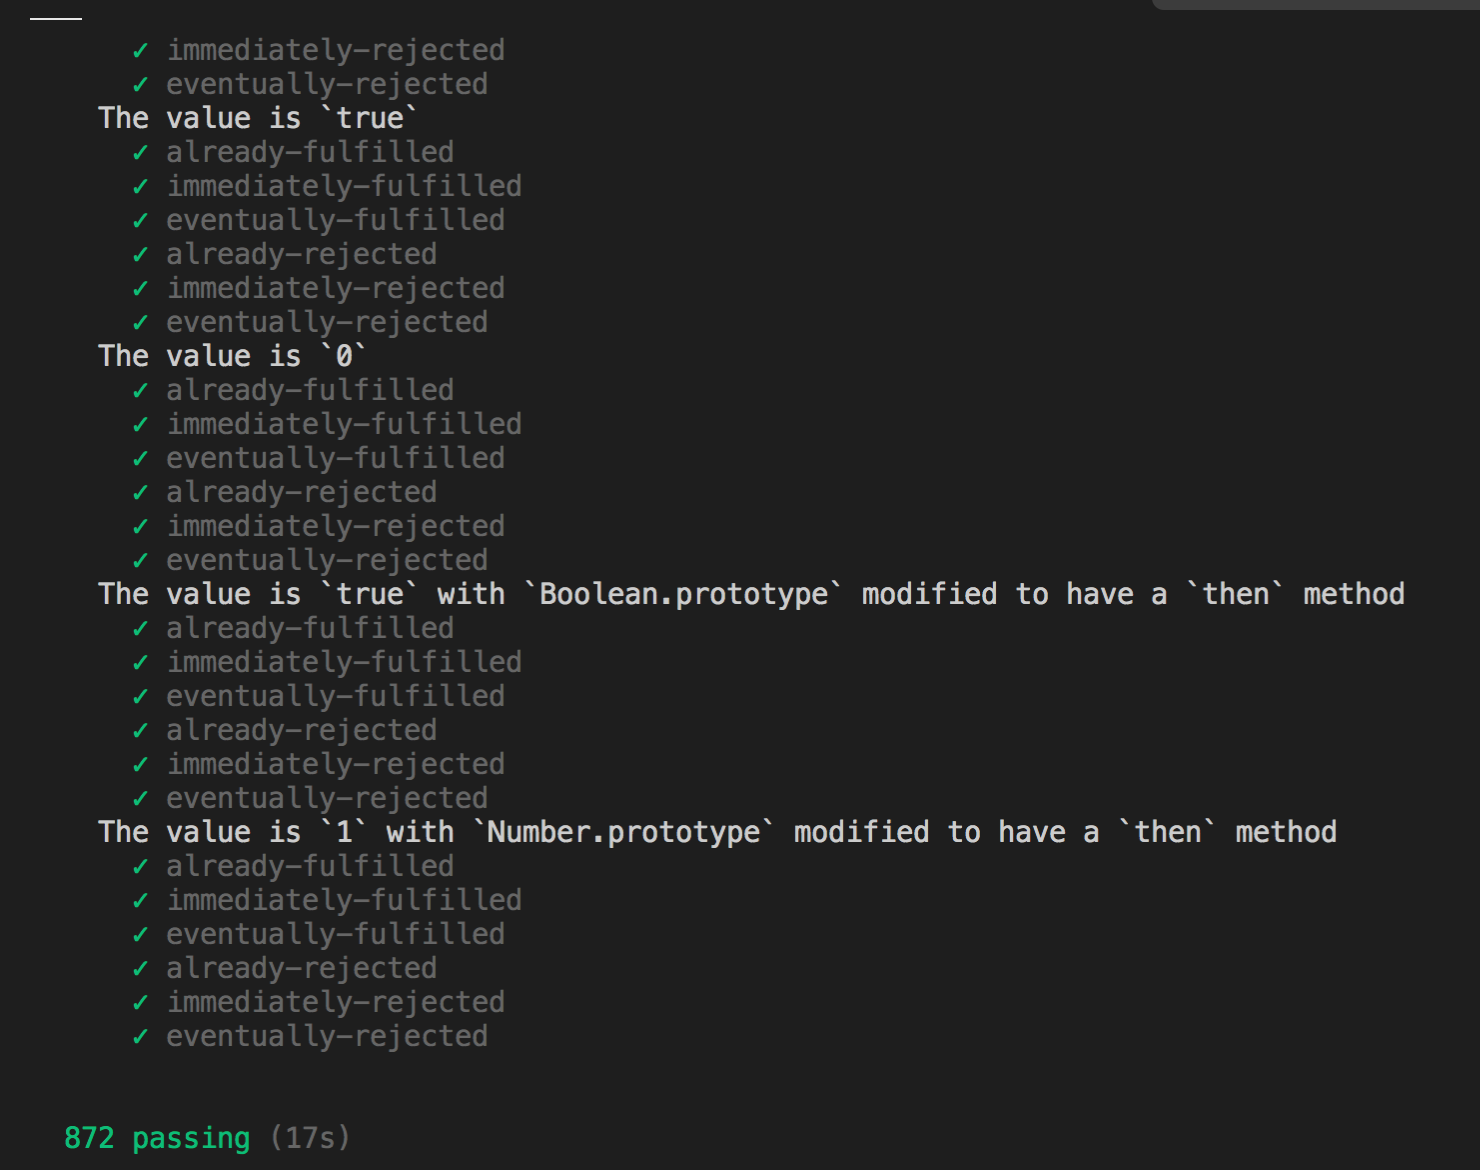 ✓ immediately-rejected
✓ eventually-rejected
The value is `true`
✓ already-fulfilled
✓ immediately-fulfilled
✓ eventually-fulfilled
✓ already-rejected
✓ immediately-rejected
✓ eventually-rejected
The value is `0`
✓ already-fulfilled
✓ immediately-fulfilled
✓ eventually-fulfilled
✓ already-rejected
✓ immediately-rejected
✓ eventually-rejected
The value is `true` with `Boolean.prototype` modified to have a `then` method
✓ already-fulfilled
✓ immediately-fulfilled
✓ eventually-fulfilled
✓ already-rejected
✓ immediately-rejected
✓ eventually-rejected
The value is `1` with `Number.prototype` modified to have a `then` method
✓ already-fulfilled
✓ immediately-fulfilled
✓ eventually-fulfilled
✓ already-rejected
✓ immediately-rejected
✓ eventually-rejected
872 passing (17s)